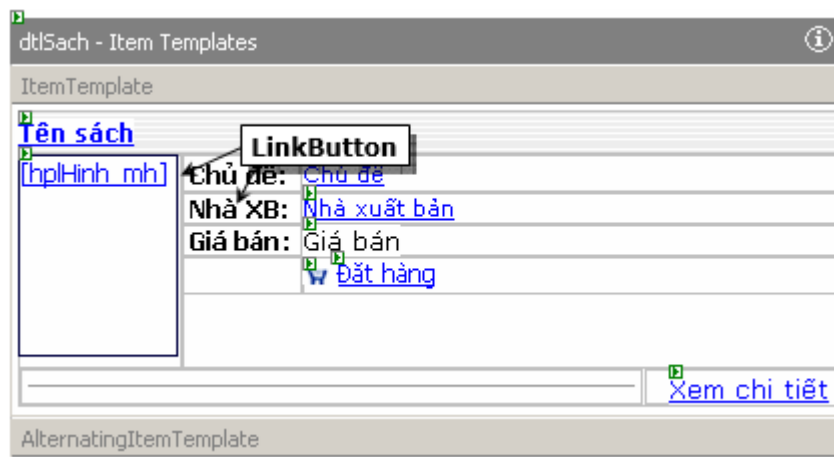 dtlSach - Item Templates
ItemTemplate
Tên sách
LinkButton
[hplHinh_mh]
Chủ đề: Chủ đề
Nhà XB: Nhà xuất bản
Giá bán: Giá bán
Đặt hàng
Xem chi tiết
AlternatingItemTemplate